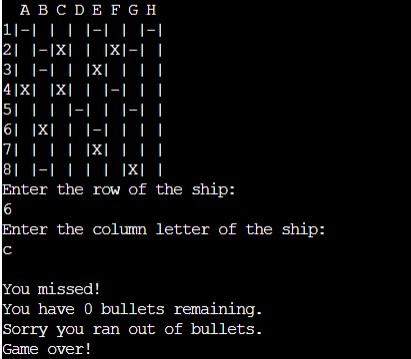 A B C D E F G H
1|-| | | |-| | |-|
2| |-|X| | |X|-| |
3| |-| | |X| | | |
4|X| |X| | |-| | |
5| | | |-| | |-| |
6| |X| | |-| | | |
7| | | | |X| | | |
8| |-| | | | |X| |
Enter the row of the ship:
6
Enter the column letter of the ship:
c
You missed!
You have 0 bullets remaining.
Sorry you ran out of bullets.
Game over!